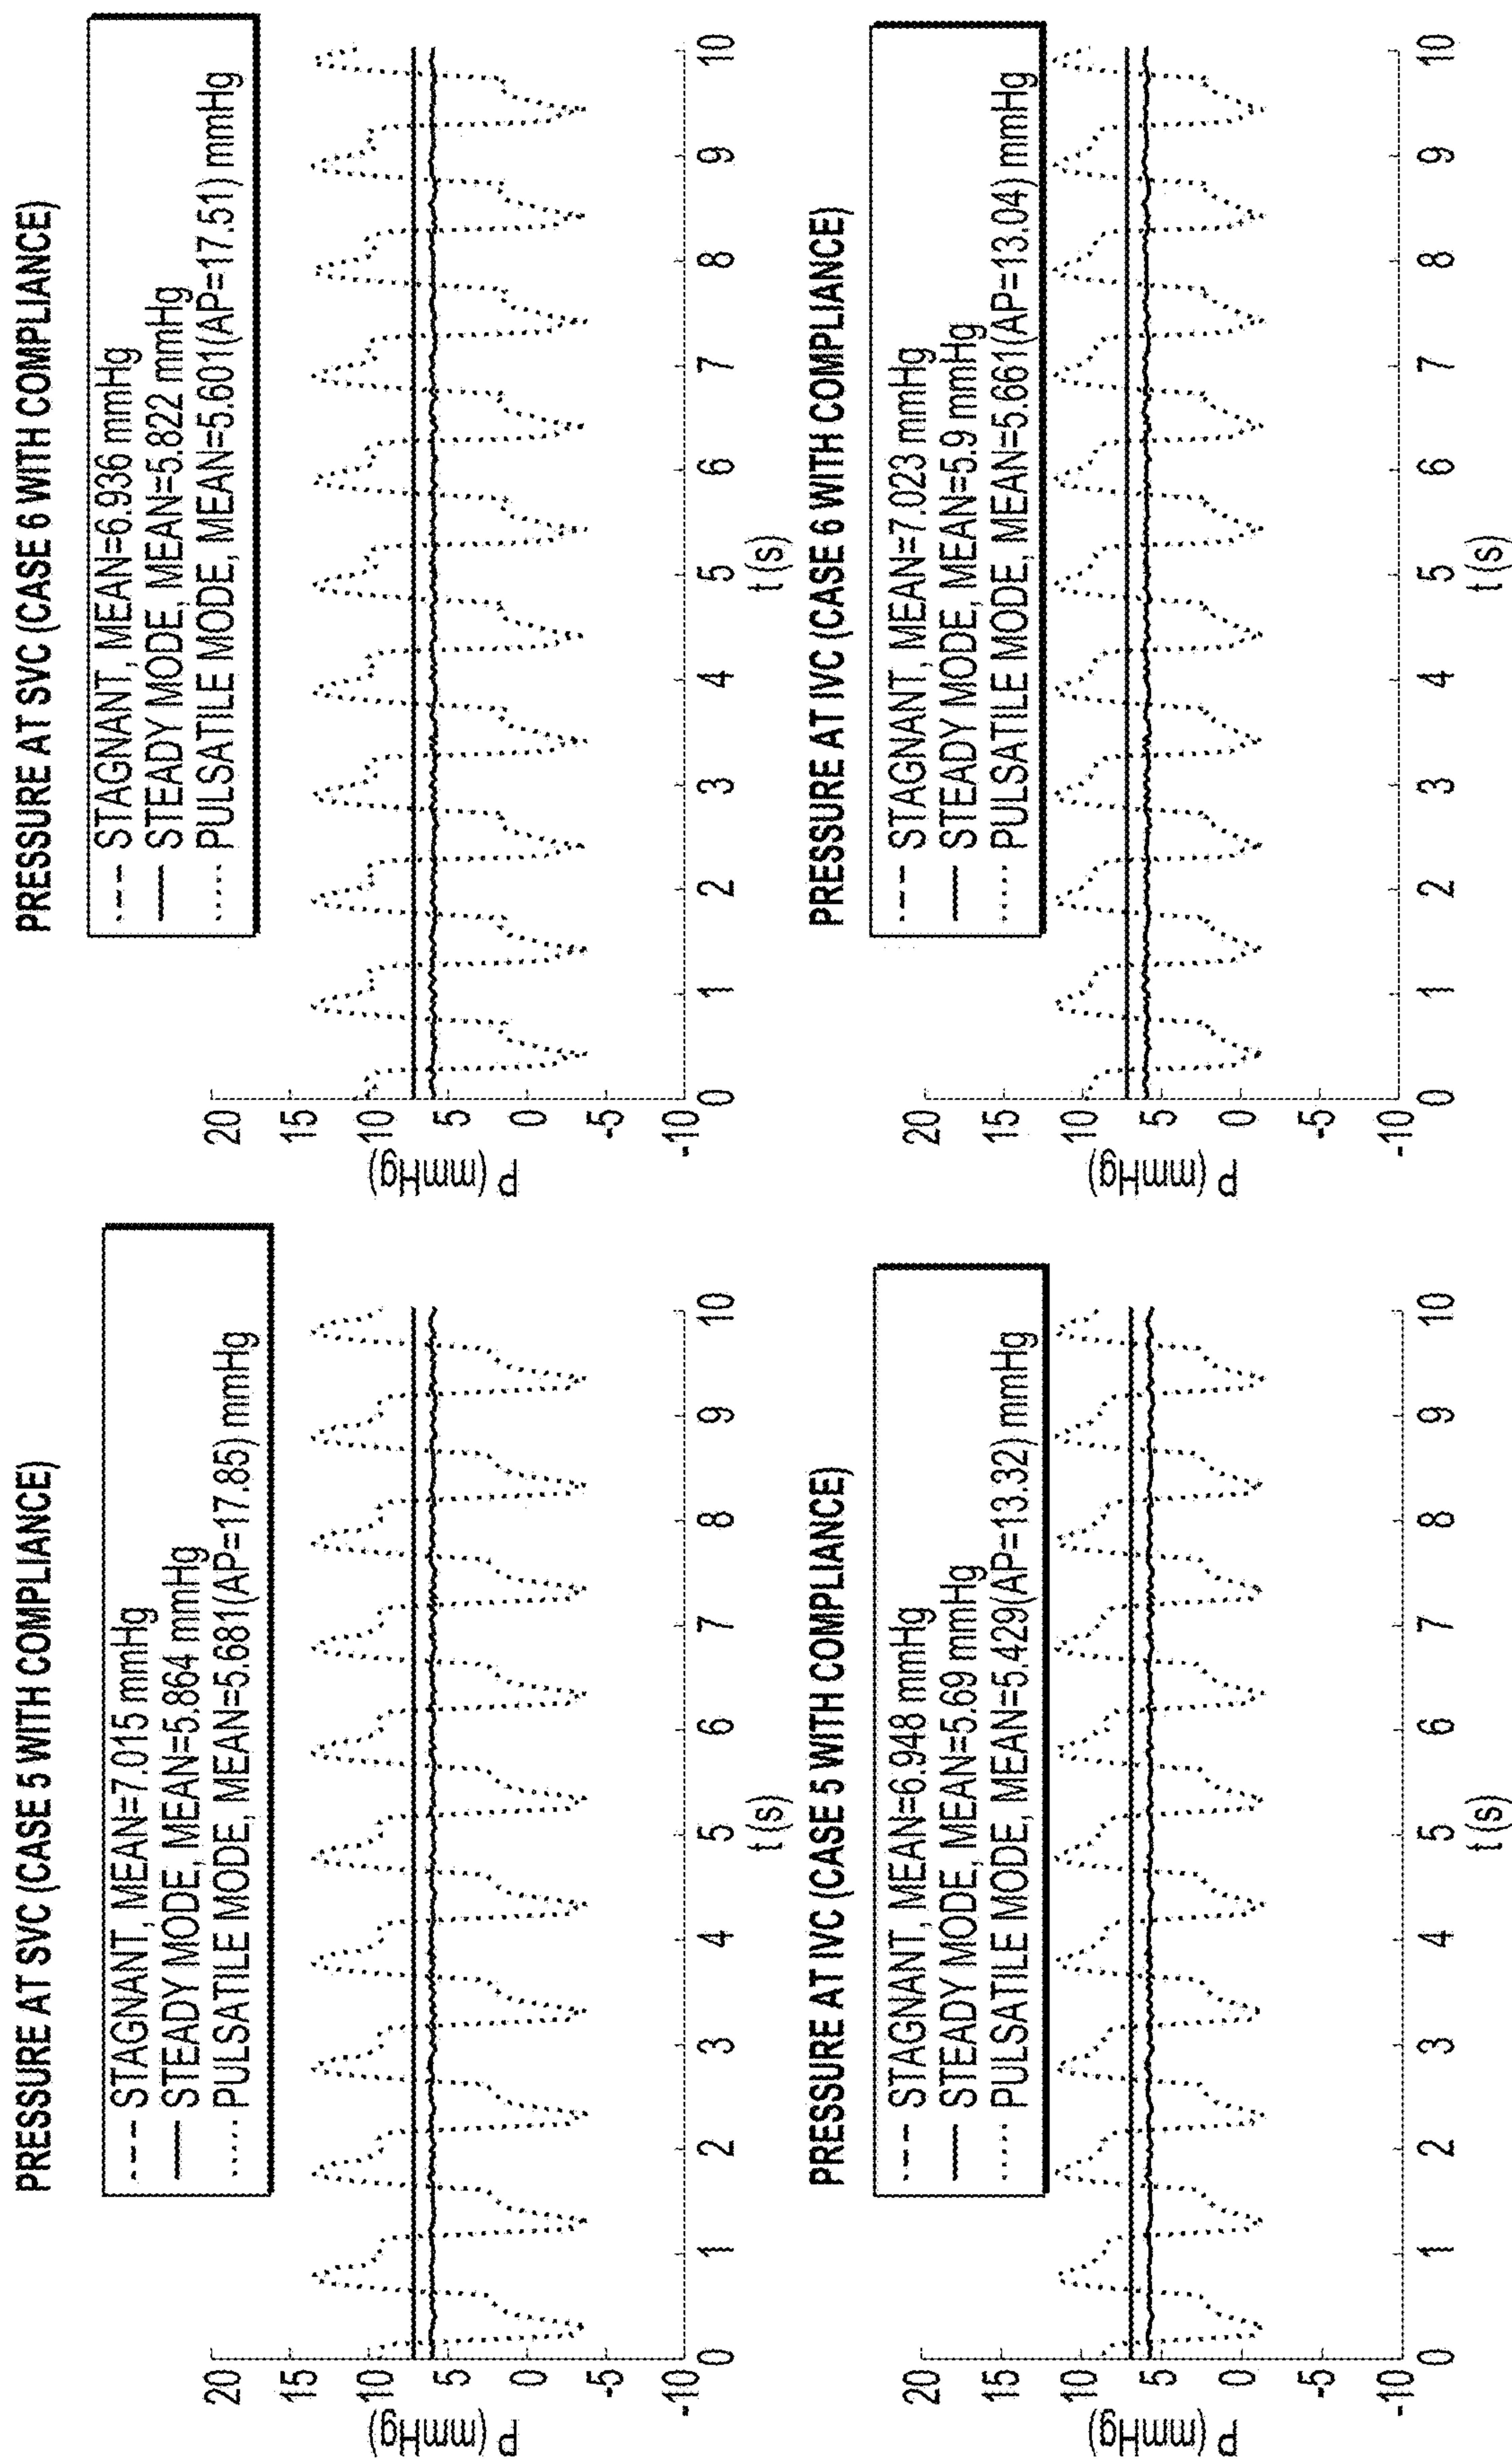 PRESSURE AT SVC (CASE 5 WITH COMPLIANCE)
STAGNANT, MEAN=7.015 mmHg
STEADY MODE, MEAN=5.864 mmHg
PULSATILE MODE, MEAN=5.681(AP=17.85) mmHg
P (mmHg)
20
15
10
5
0
-5
-10
0 1 2 3 4 5 6 7 8 9 10
t (s)
PRESSURE AT SVC (CASE 6 WITH COMPLIANCE)
STAGNANT, MEAN=6.936 mmHg
STEADY MODE, MEAN=5.822 mmHg
PULSATILE MODE, MEAN=5.601(AP=17.51) mmHg
P (mmHg)
20
15
10
5
0
-5
-10
0 1 2 3 4 5 6 7 8 9 10
t (s)
PRESSURE AT IVC (CASE 5 WITH COMPLIANCE)
STAGNANT, MEAN=6.948 mmHg
STEADY MODE, MEAN=5.69 mmHg
PULSATILE MODE, MEAN=5.429(AP=13.32) mmHg
P (mmHg)
20
15
10
5
0
-5
-10
0 1 2 3 4 5 6 7 8 9 10
t (s)
PRESSURE AT IVC (CASE 6 WITH COMPLIANCE)
STAGNANT, MEAN=7.023 mmHg
STEADY MODE, MEAN=5.9 mmHg
PULSATILE MODE, MEAN=5.661(AP=13.04) mmHg
P (mmHg)
20
15
10
5
0
-5
-10
0 1 2 3 4 5 6 7 8 9 10
t (s)